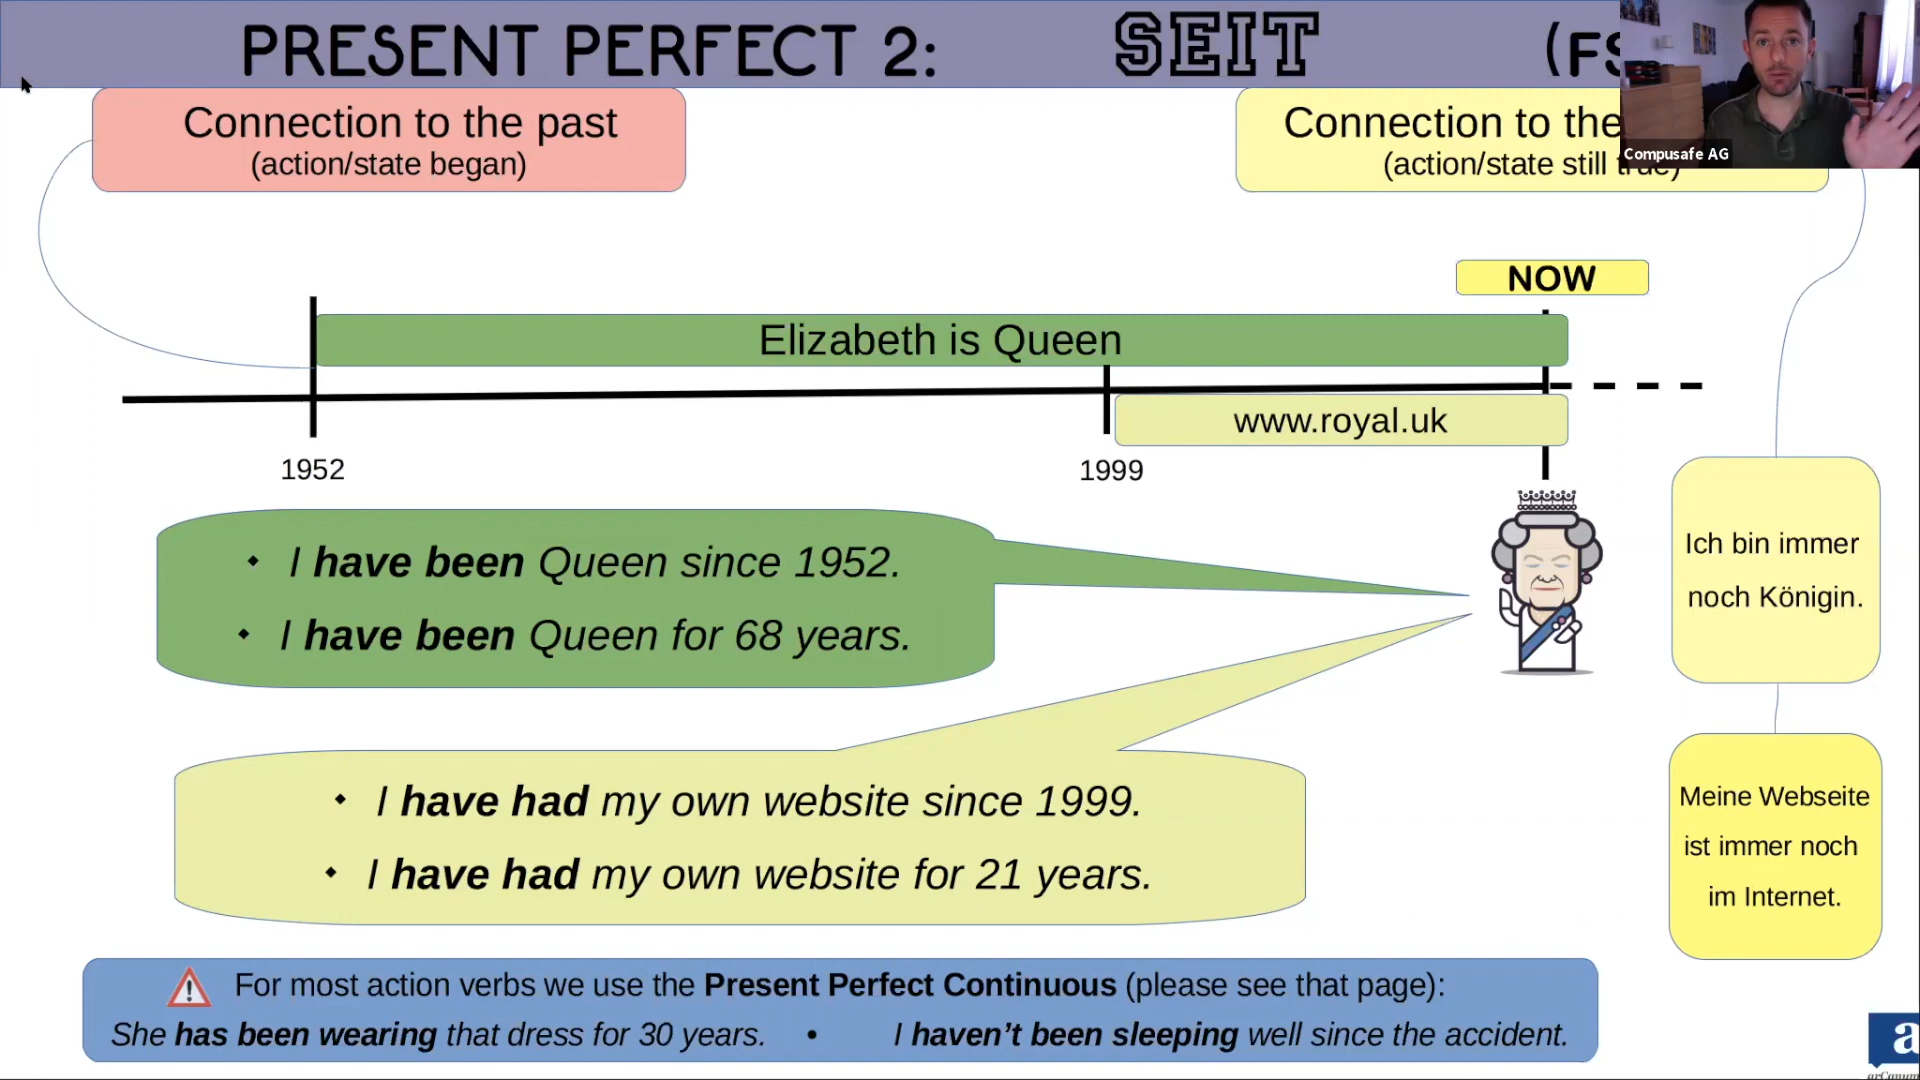 PRESENT PERFECT 2: SEIT (FS
Connection to the past
(action/state began)
Connection to the
(action/state still true)
Compusafe AG
NOW
Elizabeth is Queen
www.royal.uk
1952
1999
• I have been Queen since 1952.
• I have been Queen for 68 years.
Ich bin immer
noch Königin.
• I have had my own website since 1999.
• I have had my own website for 21 years.
Meine Webseite
ist immer noch
im Internet.
For most action verbs we use the Present Perfect Continuous (please see that page):
She has been wearing that dress for 30 years. • I haven't been sleeping well since the accident.
a